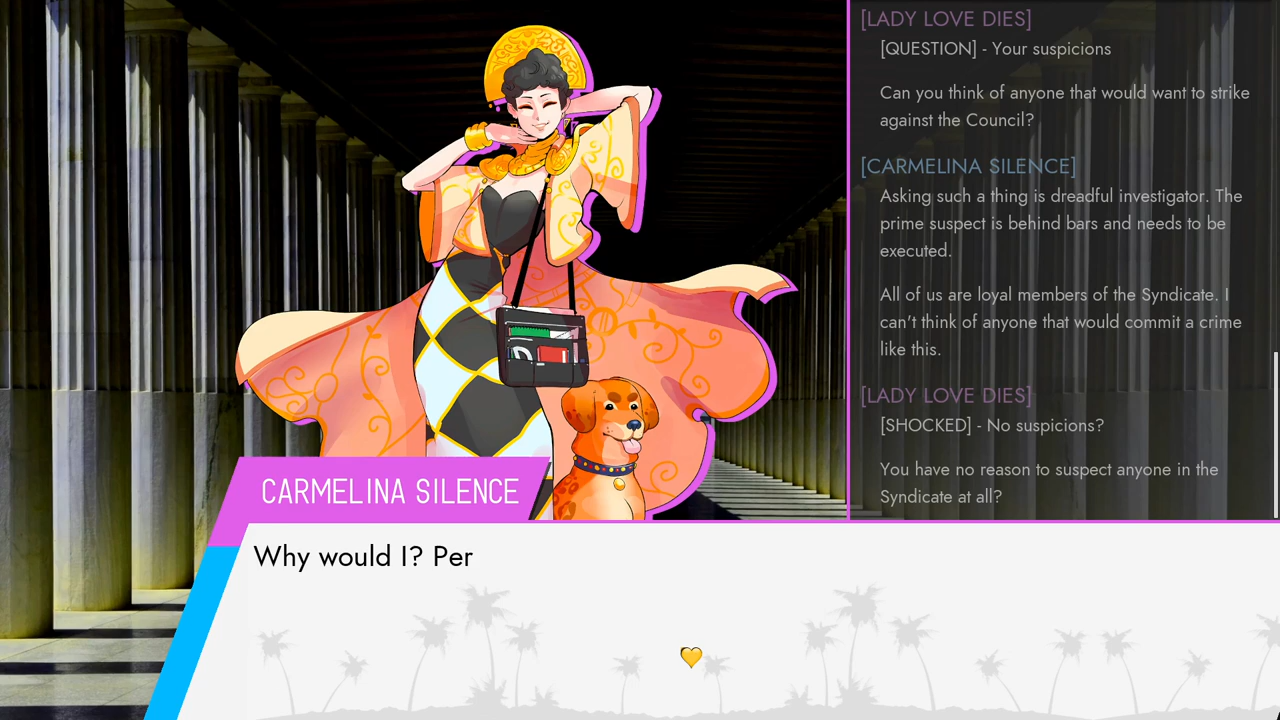 [LADY LOVE DIES]
[QUESTION] - Your suspicions
Can you think of anyone that would want to strike
against the Council?
[CARMELINA SILENCE]
Asking such a thing is dreadful investigator. The
prime suspect is behind bars and needs to be
executed.
All of us are loyal members of the Syndicate. I
can't think of anyone that would commit a crime
like this.
[LADY LOVE DIES]
[SHOCKED] - No suspicions?
You have no reason to suspect anyone in the
Syndicate at all?
CARMELINA SILENCE
Why would I? Per